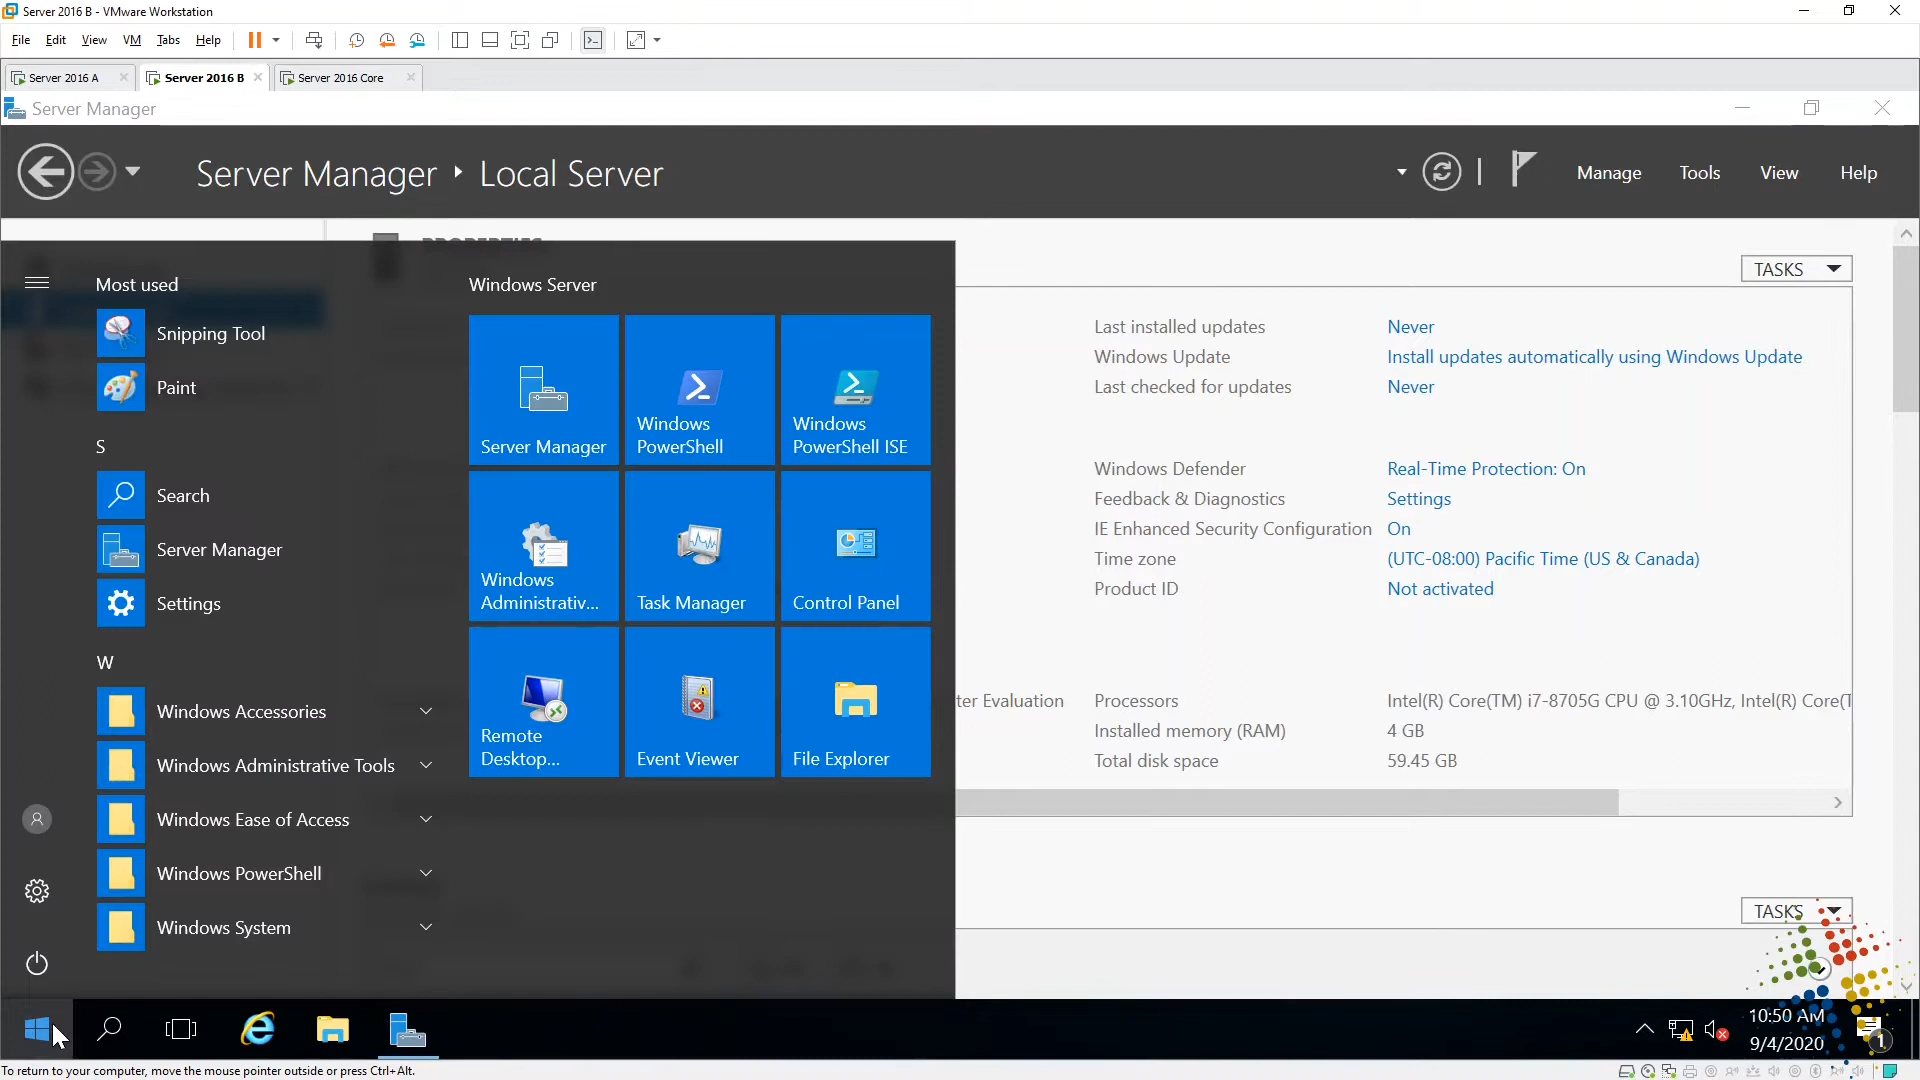 Server 2016 B - VMware Workstation
File Edit View VM Tabs Help
Server 2016 A Server 2016 B Server 2016 Core
Server Manager
Server Manager Local Server
Manage Tools View Help
TASKS
Most used
Snipping Tool
Paint
S
Search
Server Manager
Settings
W
Windows Accessories
Windows Administrative Tools
Windows Ease of Access
Windows PowerShell
Windows System
Windows Server
Server Manager
Windows
PowerShell
Windows
PowerShell ISE
Windows
Administrativ...
Task Manager
Control Panel
Remote
Desktop...
Event Viewer
File Explorer
Last installed updates Never
Windows Update Install updates automatically using Windows Update
Last checked for updates Never
Windows Defender Real-Time Protection: On
Feedback & Diagnostics Settings
IE Enhanced Security Configuration On
Time zone (UTC-08:00) Pacific Time (US & Canada)
Product ID Not activated
ter Evaluation
Processors Intel(R) Core(TM) i7-8705G CPU @ 3.10GHz, Intel(R) Core(T
Installed memory (RAM) 4 GB
Total disk space 59.45 GB
TASKS
10:50 AM
9/4/2020
1
To return to your computer, move the mouse pointer outside or press Ctrl+Alt.